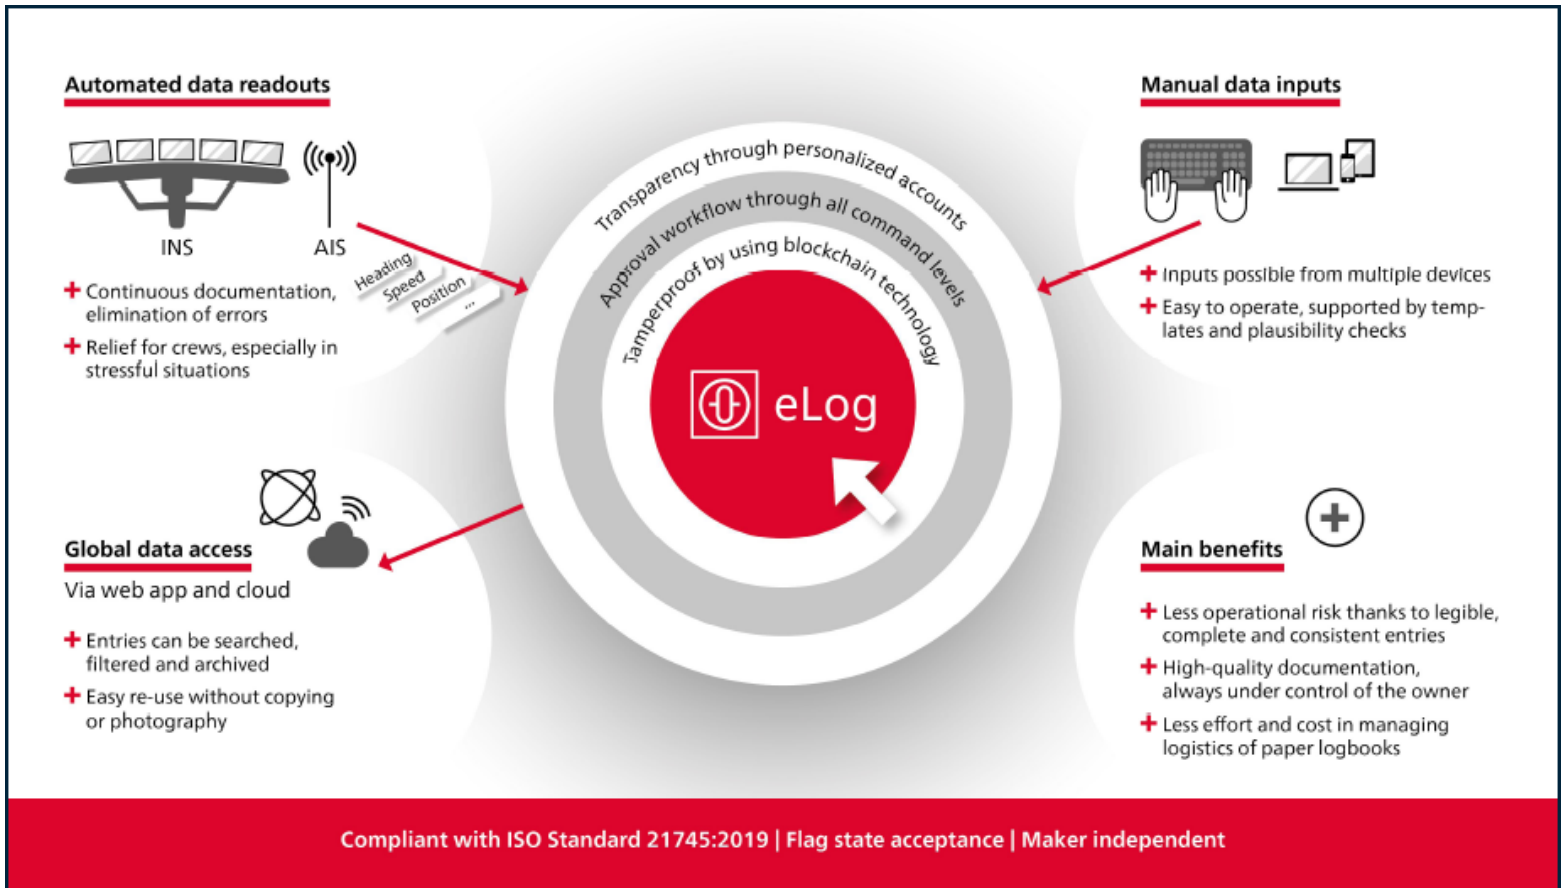 Automated data readouts
INS
AIS
Heading
Speed
Position
...
+ Continuous documentation,
elimination of errors
+ Relief for crews, especially in
stressful situations
Transparency through personalized accounts
Approval workflow through all command levels
Tamperproof by using blockchain technology
eLog
Manual data inputs
+ Inputs possible from multiple devices
+ Easy to operate, supported by temp-
lates and plausibility checks
Global data access
Via web app and cloud
+ Entries can be searched,
filtered and archived
+ Easy re-use without copying
or photography
Main benefits
+ Less operational risk thanks to legible,
complete and consistent entries
+ High-quality documentation,
always under control of the owner
+ Less effort and cost in managing
logistics of paper logbooks
Compliant with ISO Standard 21745:2019 | Flag state acceptance | Maker independent